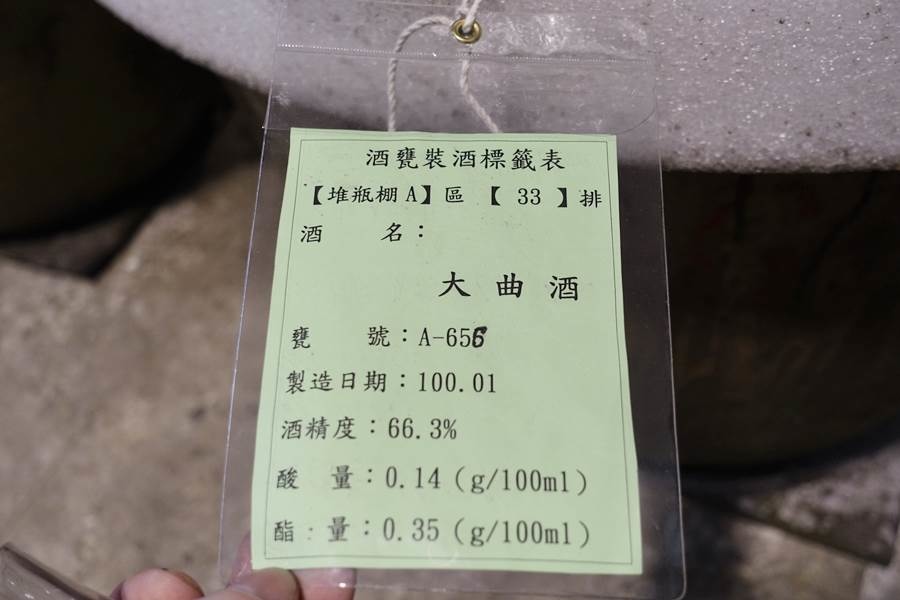 酒甕裝酒標籤表
【堆瓶棚A】區【 33 】排
酒 名：
大曲酒
甕 號：A-656
製造日期：100.01
酒精度：66.3%
酸 量：0.14（g/100ml）
酯 量：0.35（g/100ml）